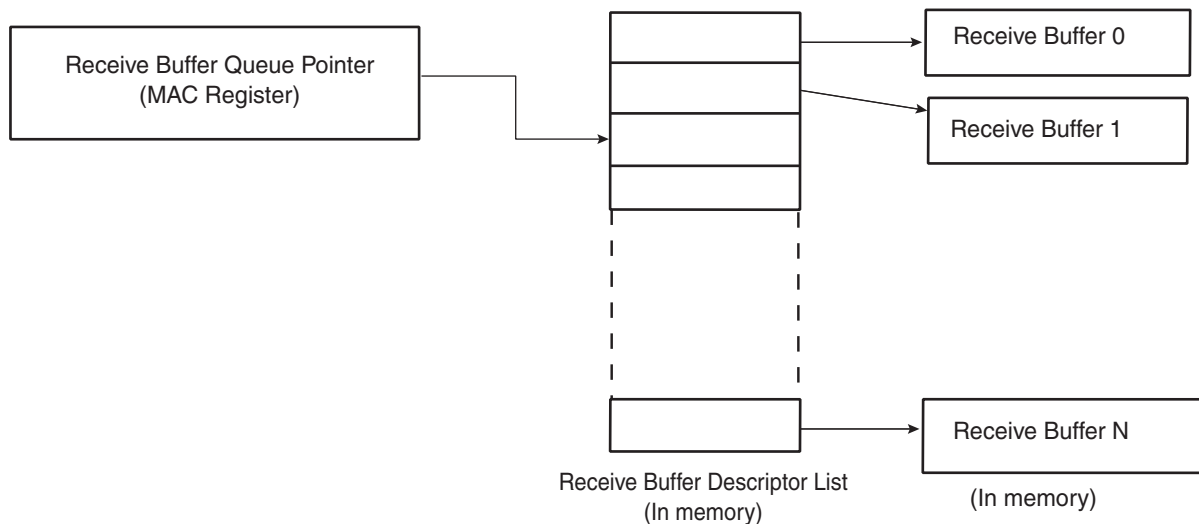 Receive Buffer Queue Pointer
(MAC Register)
Receive Buffer 0
Receive Buffer 1
Receive Buffer N
Receive Buffer Descriptor List
(In memory)
(In memory)